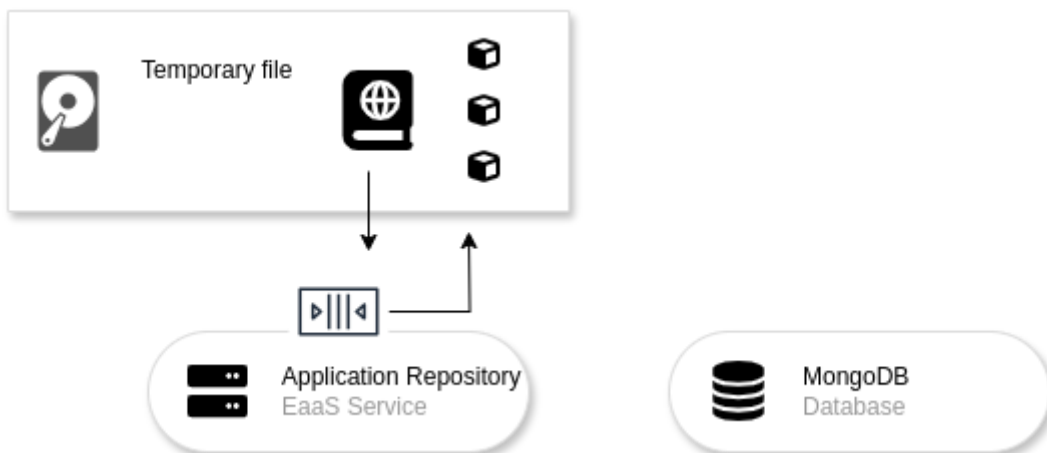 Temporary file
Application Repository
EaaS Service
MongoDB
Database